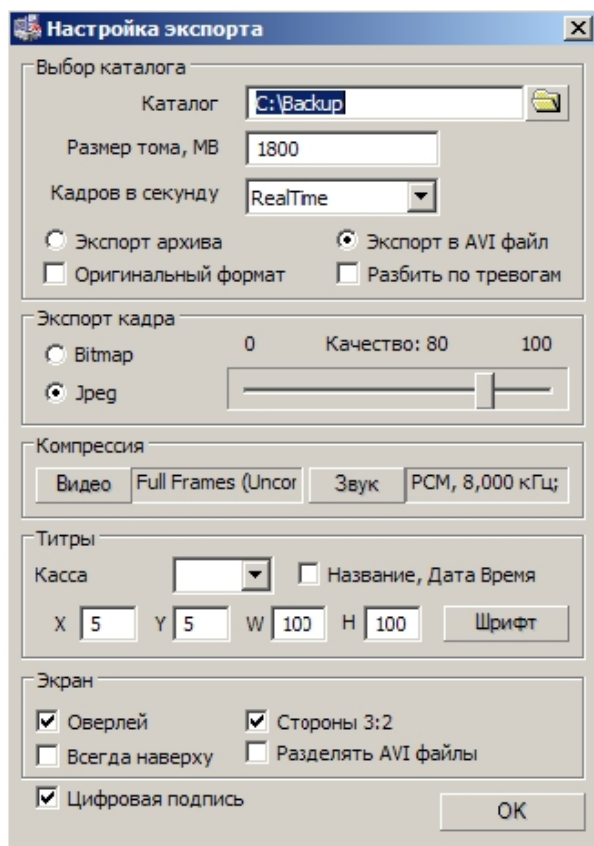 Настройка экспорта
Выбор каталога
Каталог C:\Backup
Размер тома, МВ 1800
Кадров в секунду RealTime
Экспорт архива Экспорт в AVI файл
Оригинальный формат Разбить по тревогам
Экспорт кадра
Bitmap 0 Качество: 80 100
Jpeg
Компрессия
Видео Full Frames (Uncor Звук PCM, 8,000 кГц;
Титры
Касса Название, Дата Время
X 5 Y 5 W 100 H 100 Шрифт
Экран
Оверлей Стороны 3:2
Всегда наверху Разделять AVI файлы
Цифровая подпись OK